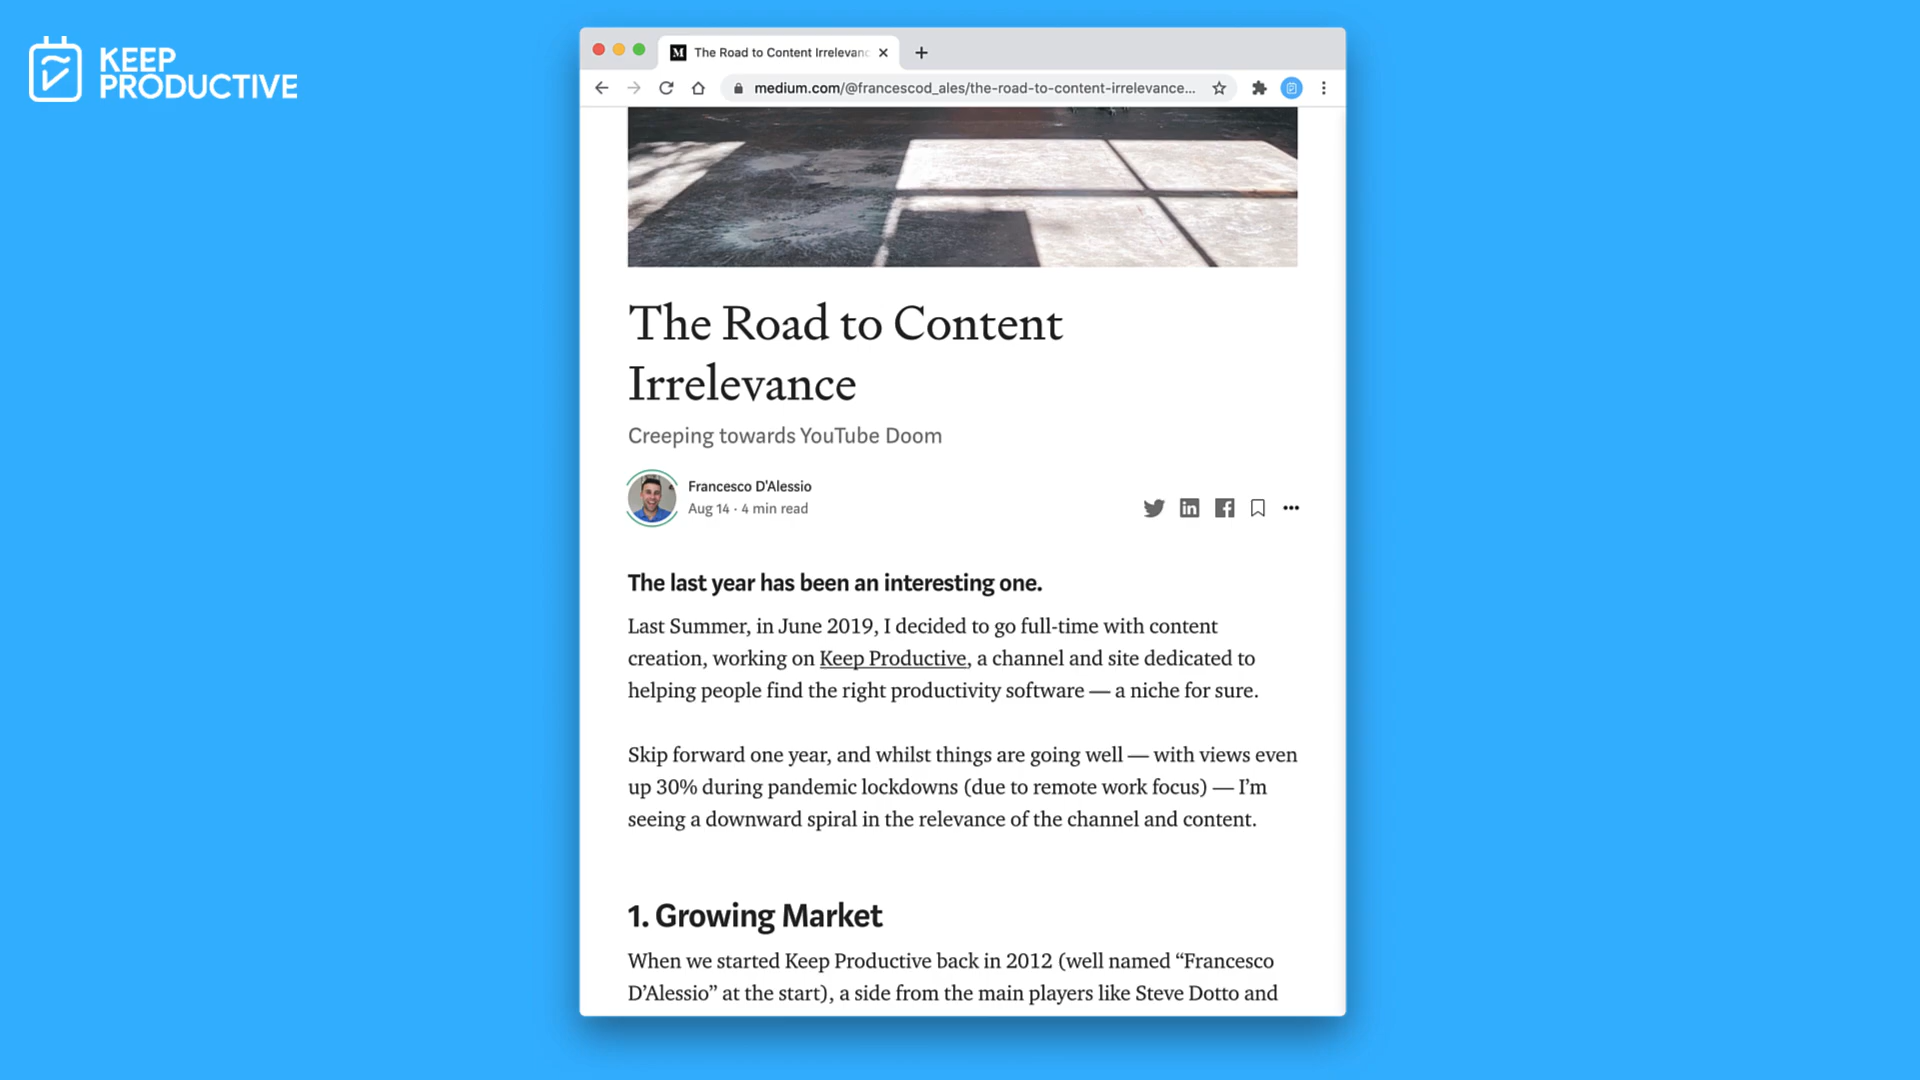 KEEP
PRODUCTIVE
The Road to Content Irrelevanc
medium.com/@francescod_ales/the-road-to-content-irrelevance...
The Road to Content
Irrelevance
Creeping towards YouTube Doom
Francesco D'Alessio
Aug 14 · 4 min read
The last year has been an interesting one.
Last Summer, in June 2019, I decided to go full-time with content
creation, working on Keep Productive, a channel and site dedicated to
helping people find the right productivity software — a niche for sure.
Skip forward one year, and whilst things are going well — with views even
up 30% during pandemic lockdowns (due to remote work focus) — I’m
seeing a downward spiral in the relevance of the channel and content.
1. Growing Market
When we started Keep Productive back in 2012 (well named “Francesco
D’Alessio” at the start), a side from the main players like Steve Dotto and